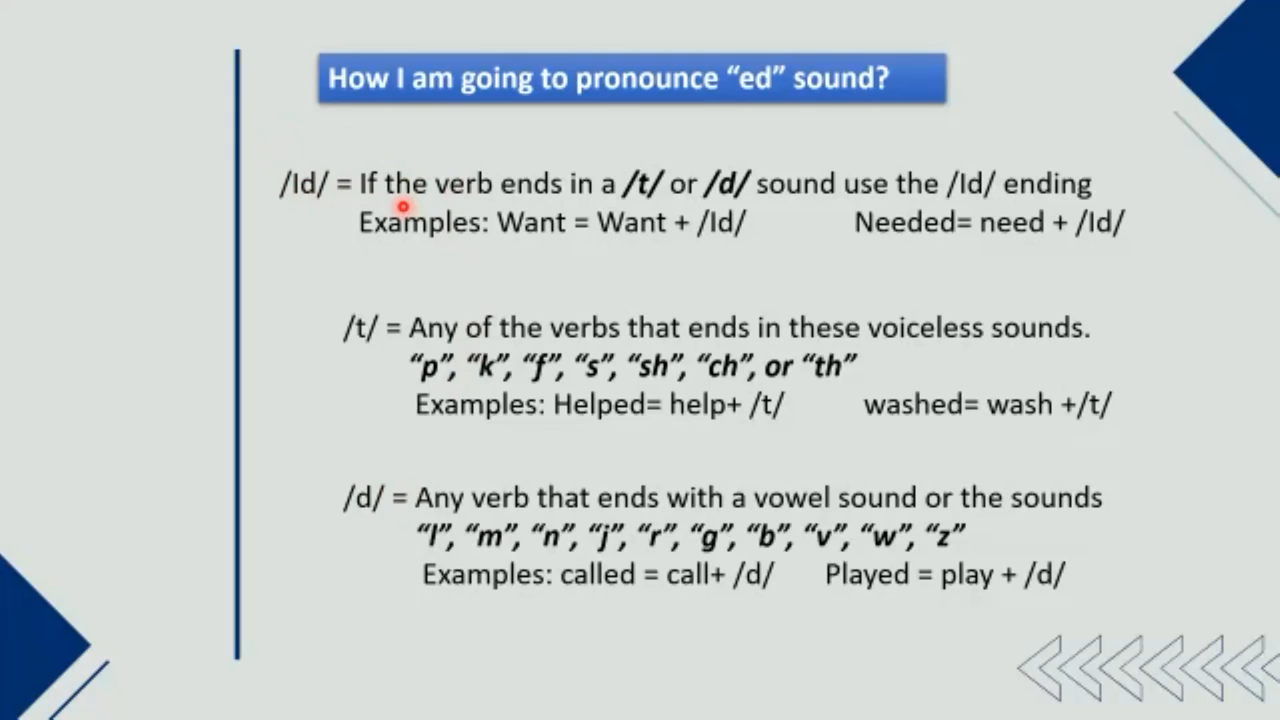 How I am going to pronounce “ed” sound?
/Id/ = If the verb ends in a /t/ or /d/ sound use the /Id/ ending
Examples: Want = Want + /Id/ Needed= need + /Id/
/t/ = Any of the verbs that ends in these voiceless sounds.
“p”, “k”, “f”, “s”, “sh”, “ch”, or “th”
Examples: Helped= help+ /t/ washed= wash +/t/
/d/ = Any verb that ends with a vowel sound or the sounds
“l”, “m”, “n”, “j”, “r”, “g”, “b”, “v”, “w”, “z”
Examples: called = call+ /d/ Played = play + /d/